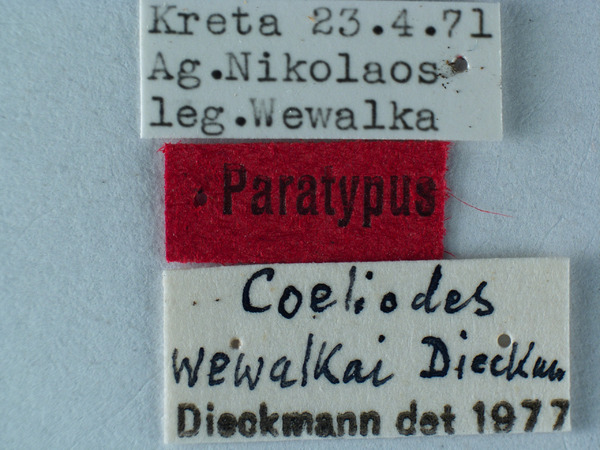 Kreta 23.4.71
Ag.Nikolaos
leg.Wewalka
Paratypus
Coeliodes
wewalkai Dieckm.
Dieckmann det 1977